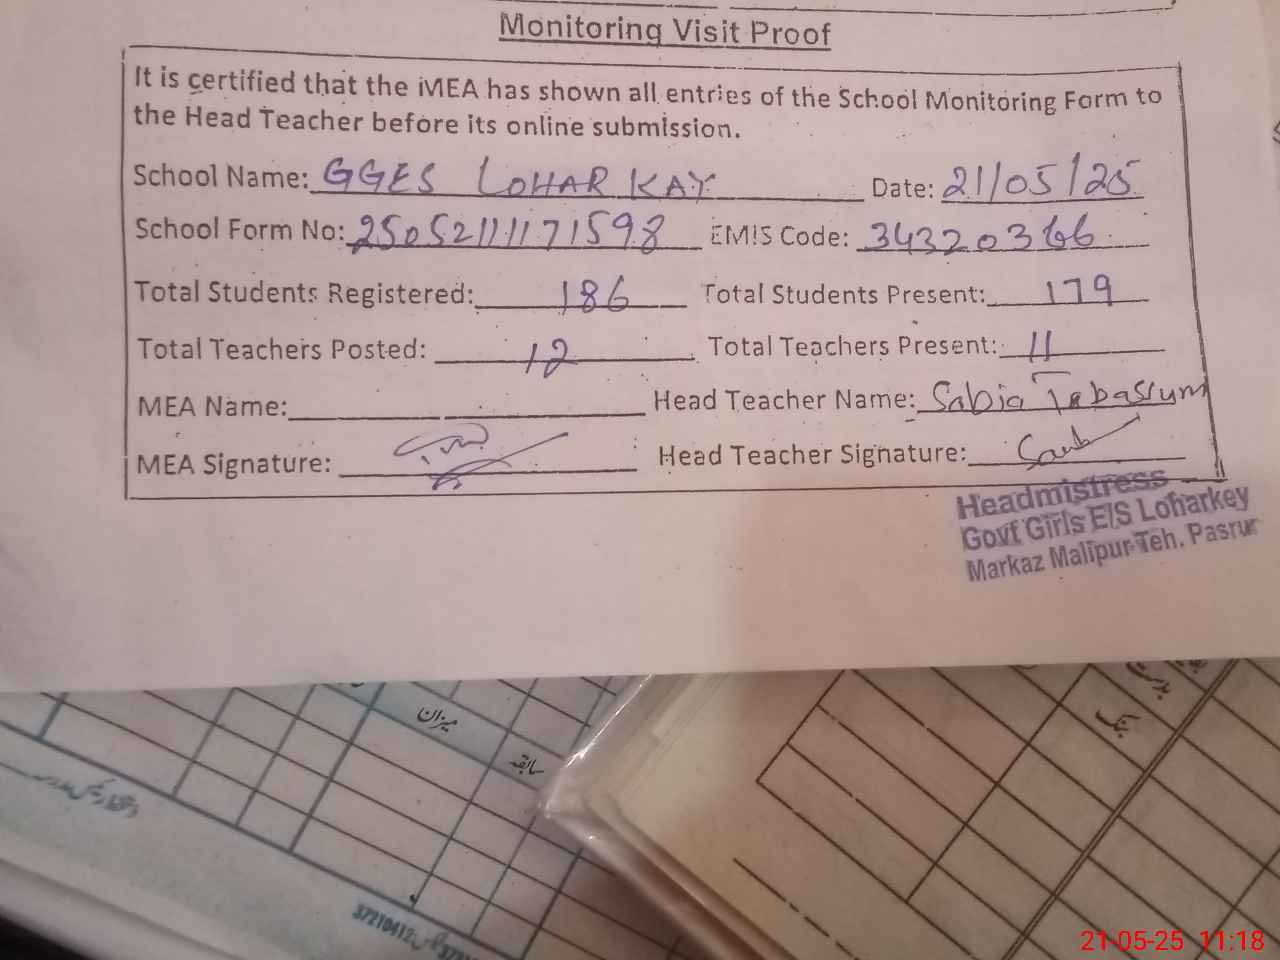 Monitoring Visit Proof
It is certified that the MEA has shown all entries of the School Monitoring Form to
the Head Teacher before its online submission.
School Name: GGES LOHAR KAY Date: 21/05/25
School Form No: 25052111171598 EMIS Code: 34320366
Total Students Registered: 186 Total Students Present: 179
Total Teachers Posted: 12 Total Teachers Present: 11
MEA Name: Head Teacher Name: Sabia Tabassum
MEA Signature: Head Teacher Signature:
Headmistress
Govt Girls E/S Loharkey
Markaz Malipur Teh. Pasrur
میزان
سابقہ
37210412
21-05-25 11:18